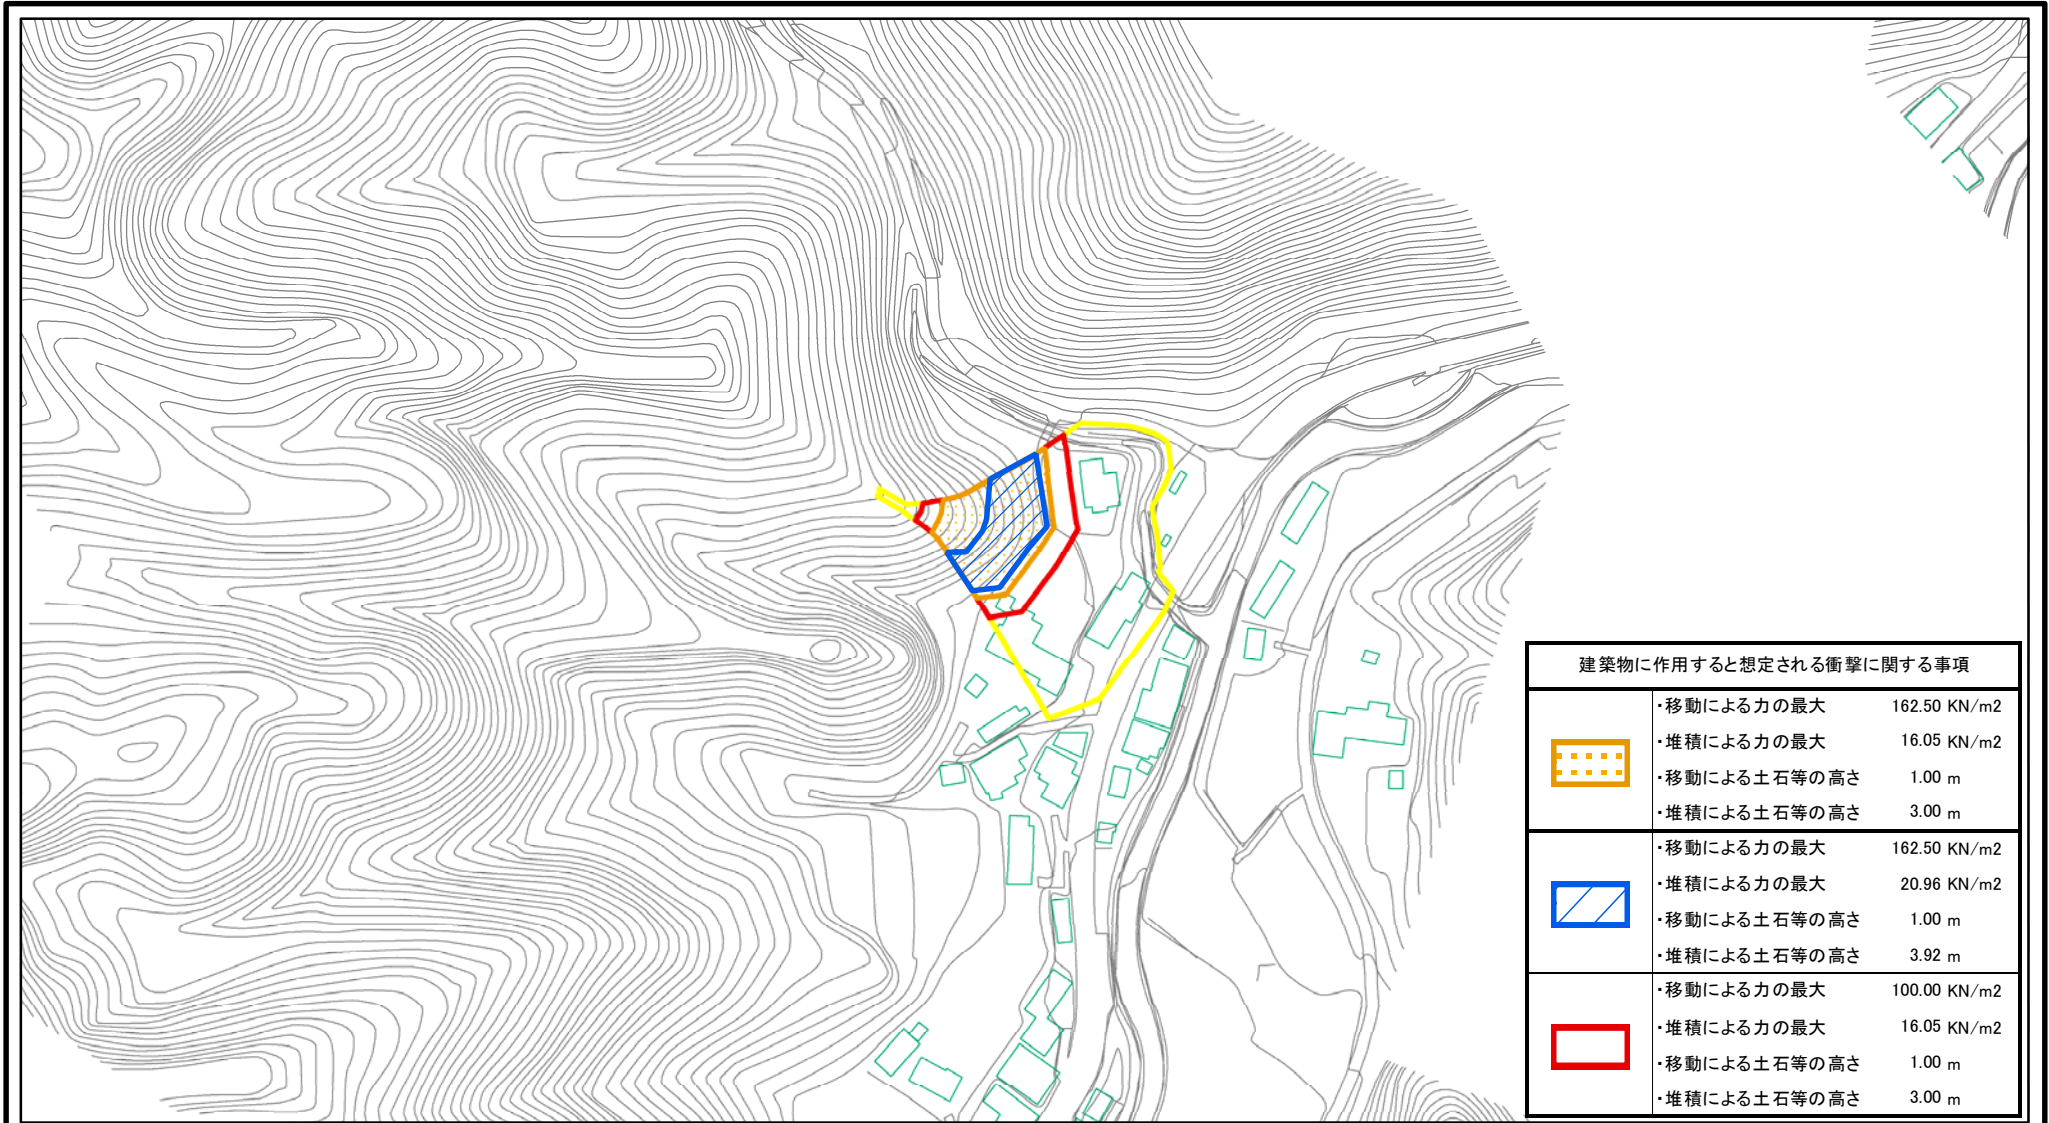 建築物に作用すると想定される衝撃に関する事項
・移動による力の最大 162.50 KN/m2
・堆積による力の最大 16.05 KN/m2
・移動による土石等の高さ 1.00 m
・堆積による土石等の高さ 3.00 m
・移動による力の最大 162.50 KN/m2
・堆積による力の最大 20.96 KN/m2
・移動による土石等の高さ 1.00 m
・堆積による土石等の高さ 3.92 m
・移動による力の最大 100.00 KN/m2
・堆積による力の最大 16.05 KN/m2
・移動による土石等の高さ 1.00 m
・堆積による土石等の高さ 3.00 m